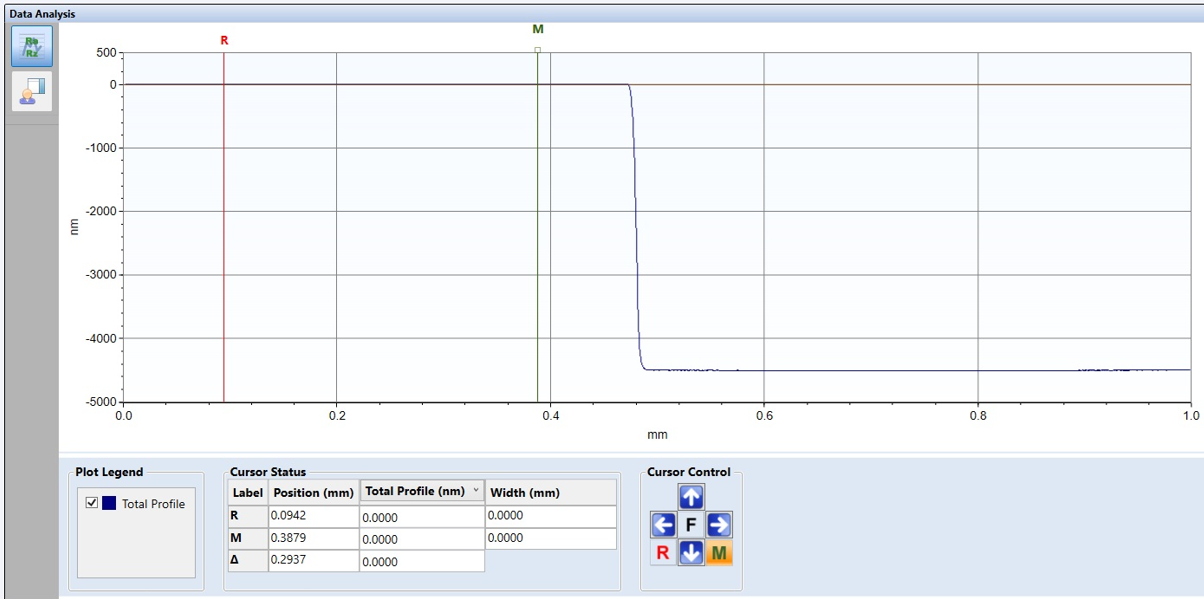 Data Analysis
Ra
Rz
R
M
500
0
-1000
-2000
-3000
-4000
-5000
nm
0.0 0.2 0.4 0.6 0.8 1.0
mm
Plot Legend
Total Profile
Cursor Status
Label Position (mm) Total Profile (nm) Width (mm)
R 0.0942 0.0000 0.0000
M 0.3879 0.0000 0.0000
Δ 0.2937 0.0000
Cursor Control
F
R M